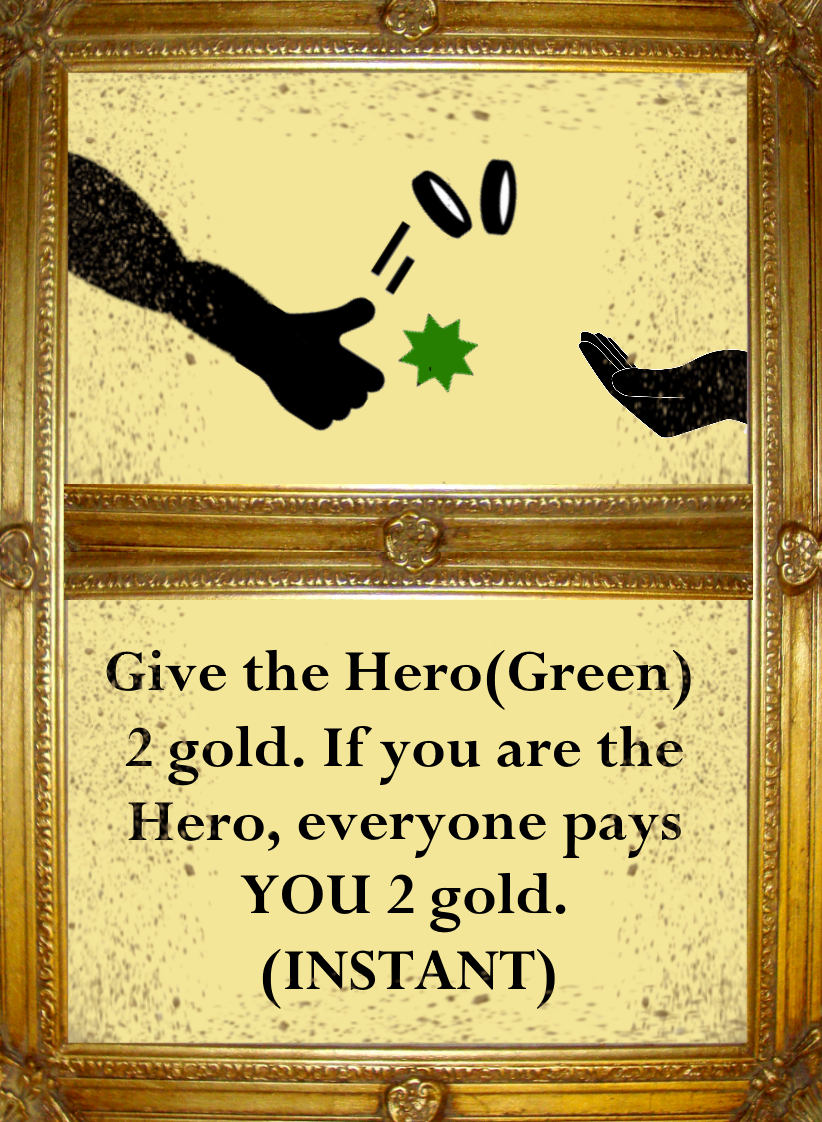 Give the Hero(Green)
2 gold. If you are the
Hero, everyone pays
YOU 2 gold.
(INSTANT)